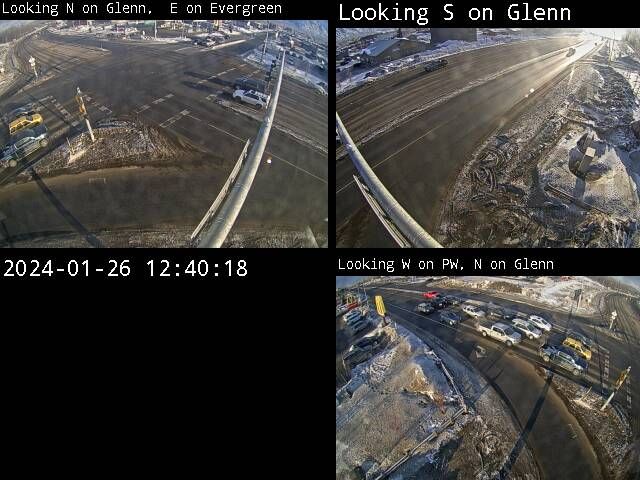 Looking N on Glenn,  E on Evergreen
Looking S on Glenn
2024-01-26 12:40:18
Looking W on PW, N on Glenn